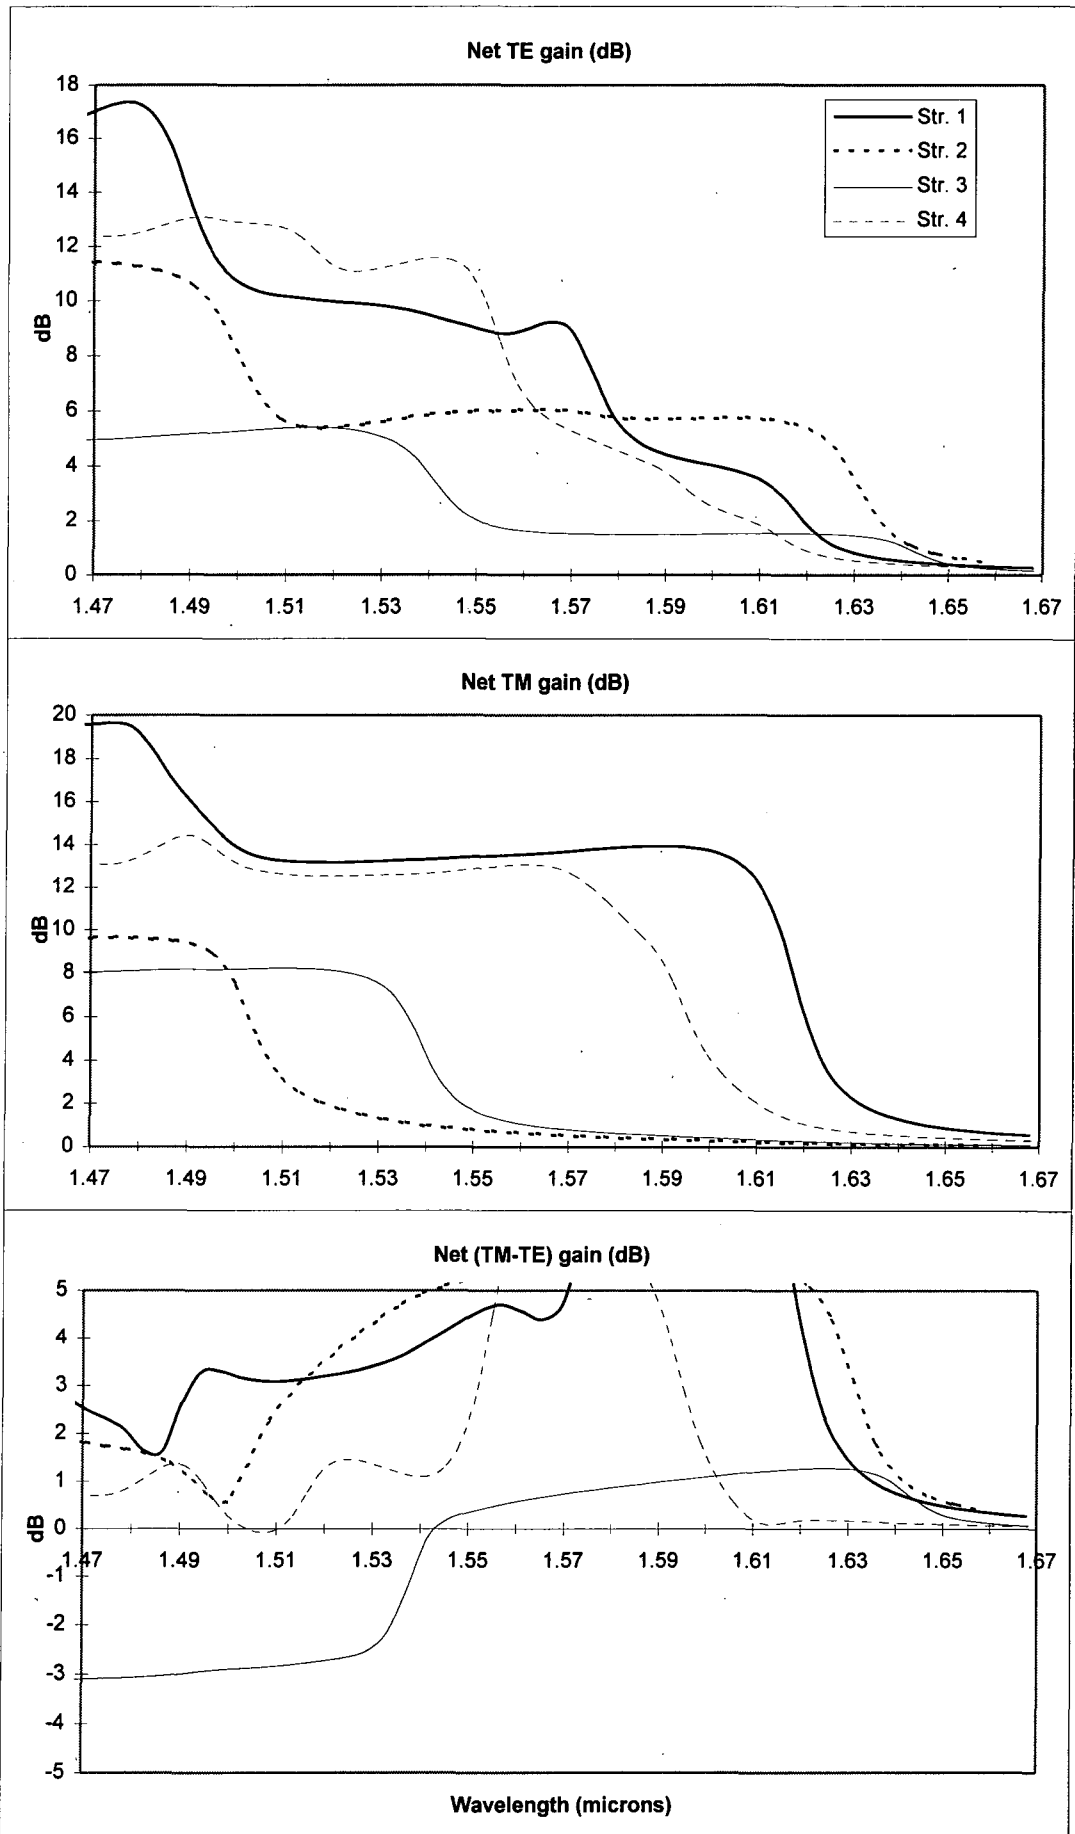 Net TE gain (dB)
18
16
14
12
10
8
6
4
2
0
dB
Str. 1
Str. 2
Str. 3
Str. 4
1.47 1.49 1.51 1.53 1.55 1.57 1.59 1.61 1.63 1.65 1.67
Net TM gain (dB)
20
18
16
14
12
10
8
6
4
2
0
dB
1.47 1.49 1.51 1.53 1.55 1.57 1.59 1.61 1.63 1.65 1.67
Net (TM-TE) gain (dB)
5
4
3
2
1
0
-1
-2
-3
-4
-5
dB
1.47 1.49 1.51 1.53 1.55 1.57 1.59 1.61 1.63 1.65 1.67
Wavelength (microns)